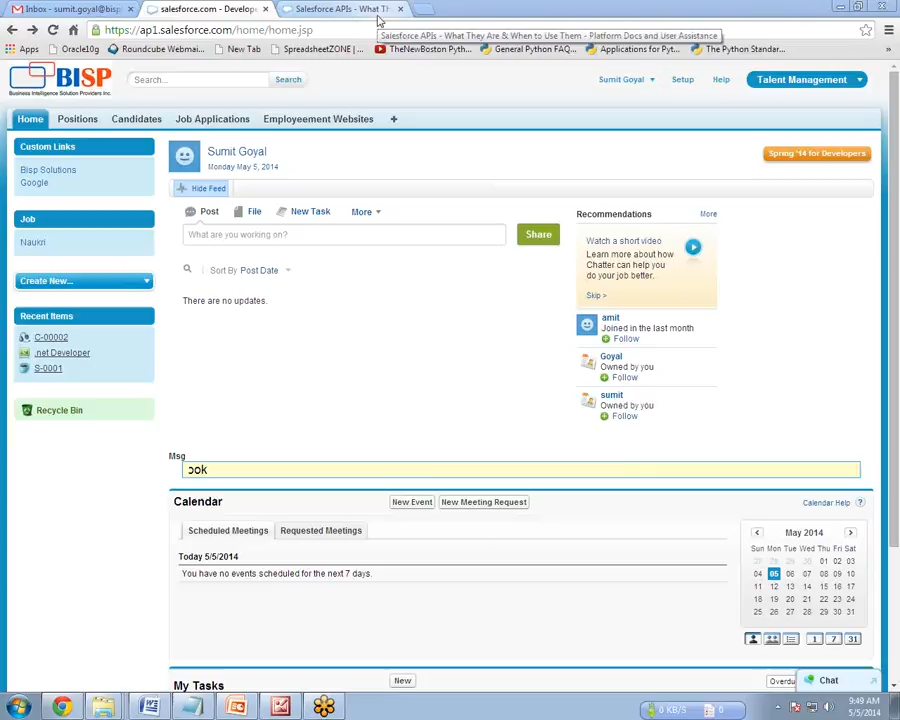 Inbox - sumit.goyal@bisp
salesforce.com - Develope
Salesforce APIs - What Th
https://ap1.salesforce.com/home/home.jsp
Salesforce APIs - What They Are & When to Use Them - Platform Docs and User Assistance
Apps
Oracle10g
Roundcube Webmail...
New Tab
SpreadsheetZONE |...
TheNewBoston Pyth...
General Python FAQ...
Applications for Pyt...
The Python Standar...
BISP
Business Intelligence Solution Providers Inc.
Search...
Search
Sumit Goyal
Setup
Help
Talent Management
Home
Positions
Candidates
Job Applications
Employeement Websites
+
Custom Links
Bisp Solutions
Google
Job
Naukri
Create New...
Recent Items
C-00002
.net Developer
S-0001
Recycle Bin
Sumit Goyal
Monday May 5, 2014
Spring '14 for Developers
Hide Feed
Post
File
New Task
More
What are you working on?
Share
Sort By Post Date
There are no updates.
Recommendations
More
Watch a short video
Learn more about how
Chatter can help you
do your job better.
Skip >
amit
Joined in the last month
Follow
Goyal
Owned by you
Follow
sumit
Owned by you
Follow
Msg
ook
Calendar
New Event
New Meeting Request
Calendar Help ?
Scheduled Meetings
Requested Meetings
Today 5/5/2014
You have no events scheduled for the next 7 days.
May 2014
Sun Mon Tue Wed Thu Fri Sat
27 28 29 30 01 02 03
04 05 06 07 08 09 10
11 12 13 14 15 16 17
18 19 20 21 22 23 24
25 26 27 28 29 30 31
1 7 31
My Tasks
New
Overdu
Chat
0 KB/S
0
9:49 AM
5/5/2014